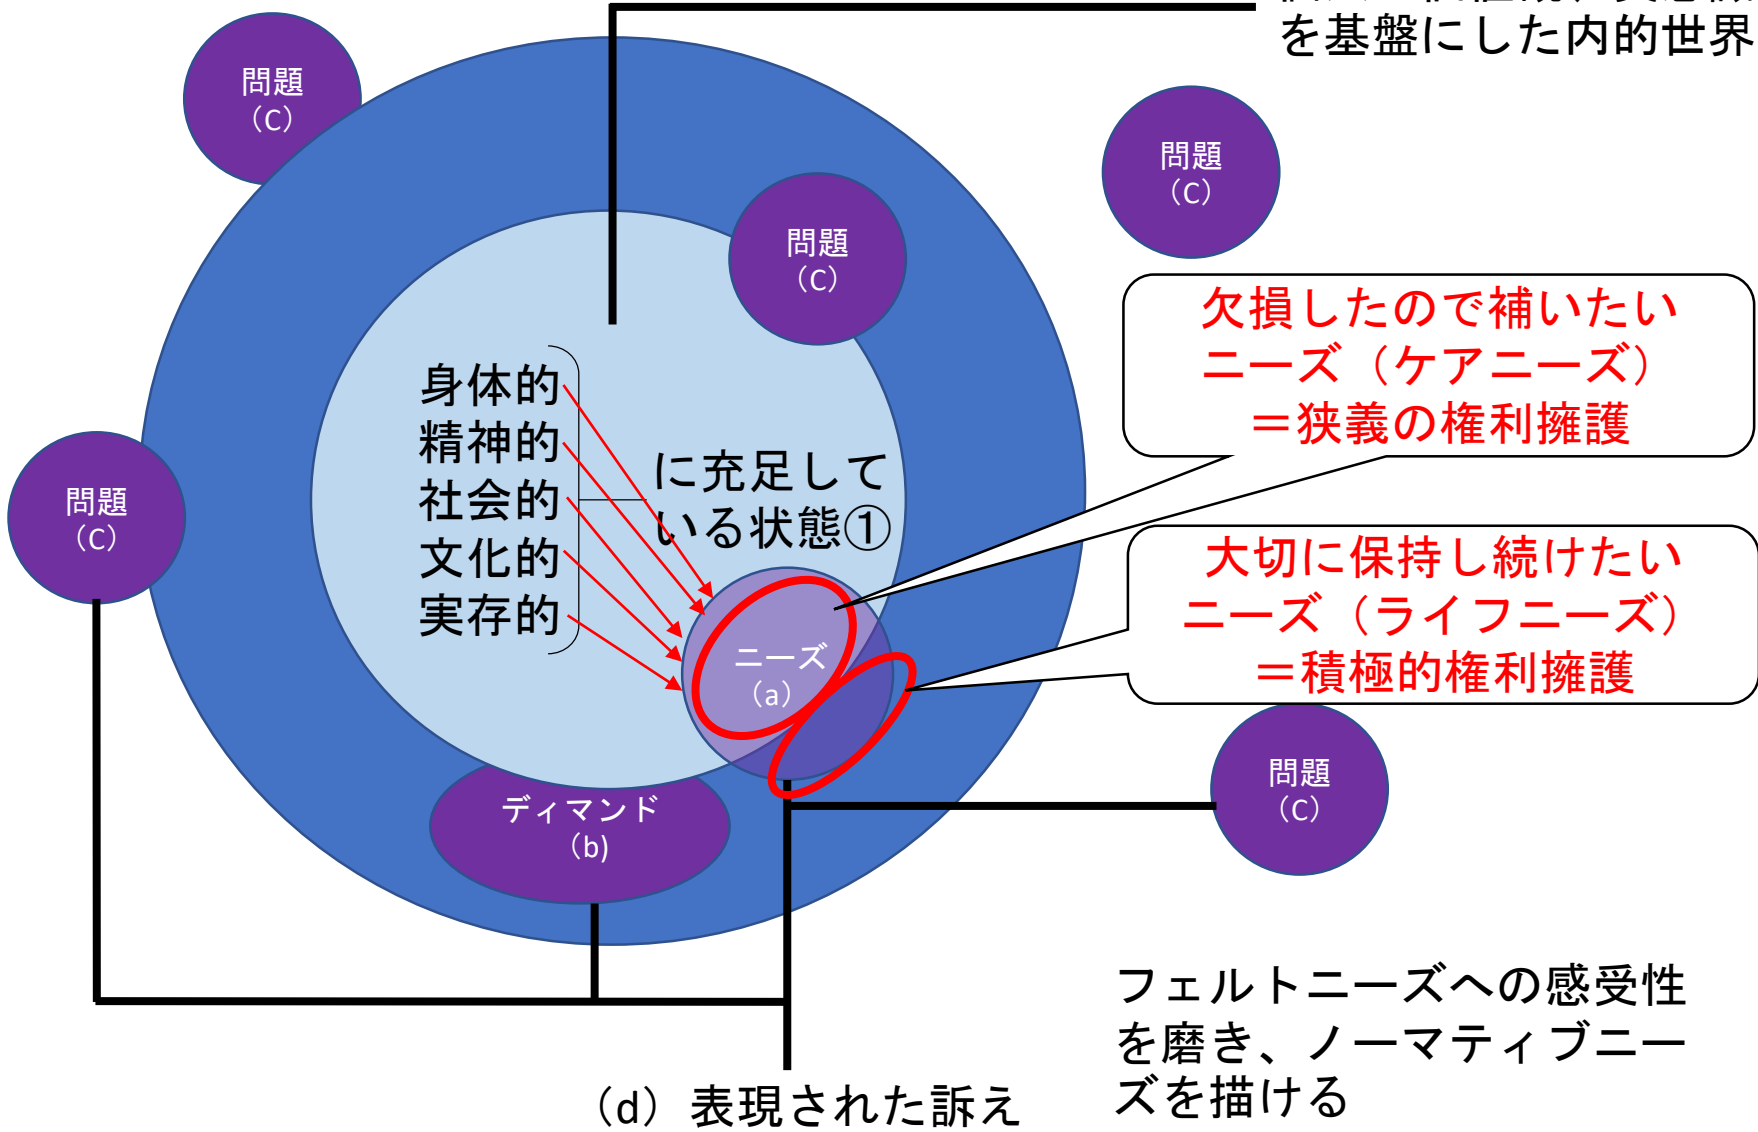 を基盤にした内的世界
問題
（C）
問題
（C）
問題
（C）
欠損したので補いたい
ニーズ（ケアニーズ）
＝狭義の権利擁護
身体的
精神的
社会的
文化的
実存的
に充足して
いる状態①
問題
（C）
大切に保持し続けたい
ニーズ（ライフニーズ）
＝積極的権利擁護
ニーズ
（a）
ディマンド
（b)
問題
（C）
フェルトニーズへの感受性
を磨き、ノーマティブニー
ズを描ける
（d）表現された訴え